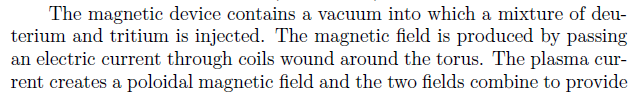 The magnetic device contains a vacuum into which a mixture of deu-
terium and tritium is injected. The magnetic field is produced by passing
an electric current through coils wound around the torus. The plasma cur-
rent creates a poloidal magnetic field and the two fields combine to provide